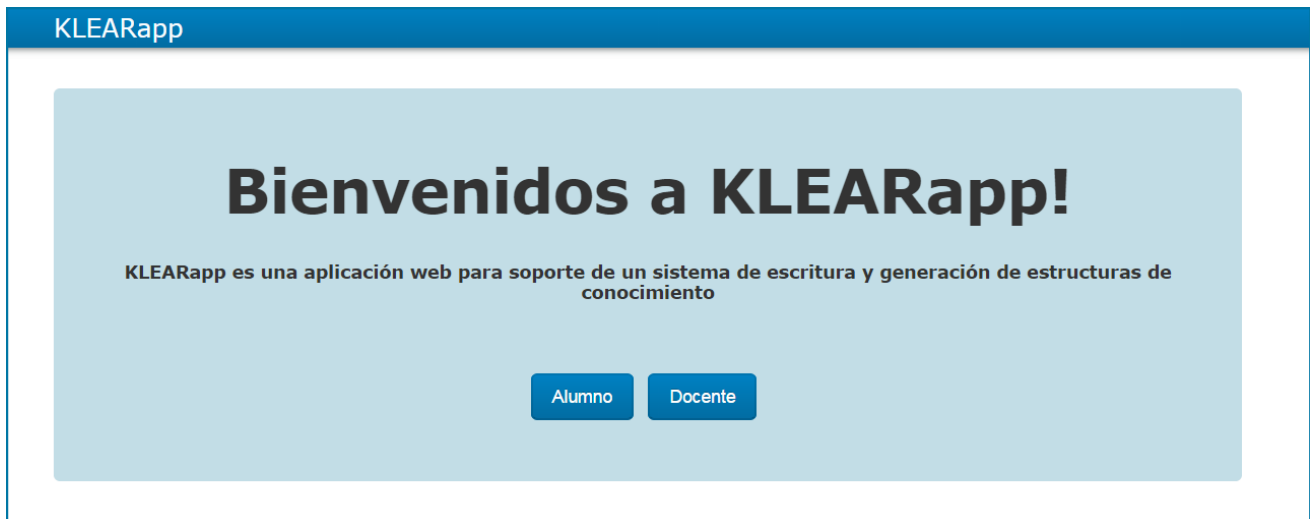 KLEARapp
Bienvenidos a KLEARapp!
KLEARapp es una aplicación web para soporte de un sistema de escritura y generación de estructuras de
conocimiento
Alumno Docente